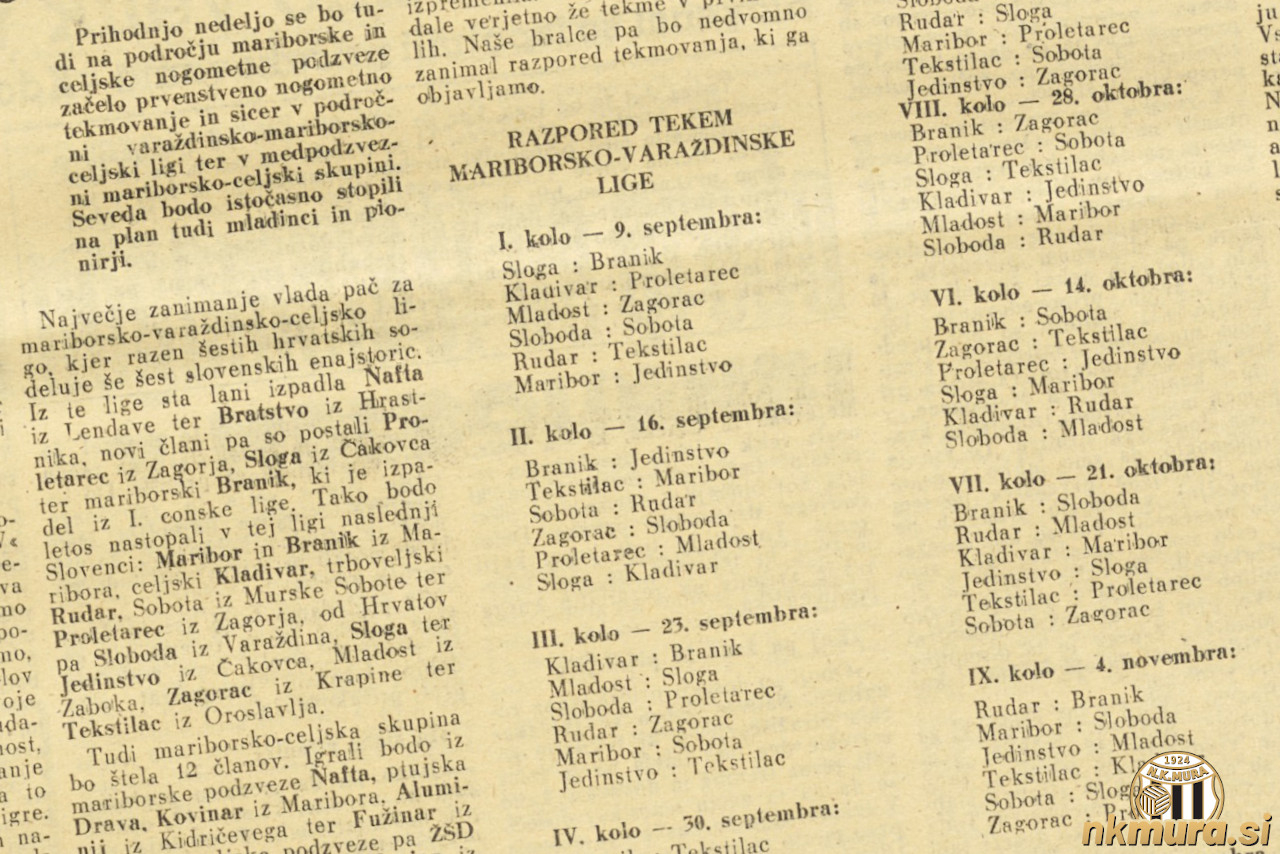 Prihodnjo nedeljo se bo tu-
di na področju mariborske in
celjske nogometne podzveze
začelo prvenstveno nogometno
tekmovanje in sicer v področ-
ni varaždinsko-mariborsko-
celjski ligi ter v medpodzvez-
ni mariborsko-celjski skupini.
Seveda bodo istočasno stopili
na plan tudi mladinci in pio-
nirji.
Največje zanimanje vlada pač za
mariborsko-varaždinsko-celjsko li-
go, kjer razen šestih hrvatskih so-
deluje še šest slovenskih enajstoric.
Iz te lige sta lani izpadla Nafta
iz Lendave ter Bratstvo iz Hrast-
nika, novi člani pa so postali Pro-
letarec iz Zagorja, Sloga iz Čakovca
ter mariborski Branik, ki je izpa-
del iz I. conske lige. Tako bodo
letos nastopali v tej ligi naslednji
Slovenci: Maribor in Branik iz Ma-
ribora, celjski Kladivar, trboveljski
Rudar, Sobota iz Murske Sobote ter
Proletarec iz Zagorja, od Hrvatov
pa Sloboda iz Varaždina, Sloga ter
Jedinstvo iz Čakovca, Mladost iz
Zaboka, Zagorac iz Krapine ter
Tekstilac iz Oroslavlja.
Tudi mariborsko-celjska skupina
bo štela 12 članov. Igrali bodo iz
mariborske podzveze Nafta, ptujska
Drava, Kovinar iz Maribora, Alumi-
nij iz Kidričevega ter Fužinar iz
podzveze pa ŽSD
dale verjetno že tekme v
lih. Naše bralce pa bo nedvomno
zanimal razpored tekmovanja, ki ga
objavljamo.
RAZPORED TEKEM
MARIBORSKO-VARAŽDINSKE
LIGE
I. kolo — 9. septembra:
Sloga : Branik
Kladivar : Proletarec
Mladost : Zagorac
Sloboda : Sobota
Rudar : Tekstilac
Maribor : Jedinstvo
II. kolo — 16. septembra:
Branik : Jedinstvo
Tekstilac : Maribor
Sobota : Rudar
Zagorac : Sloboda
Proletarec : Mladost
Sloga : Kladivar
III. kolo — 23. septembra:
Kladivar : Branik
Mladost : Sloga
Sloboda : Proletarec
Rudar : Zagorac
Maribor : Sobota
Jedinstvo : Tekstilac
IV. kolo — 30. septembra:
Branik : Tekstilac
Rudar : Sloga
Maribor : Proletarec
Tekstilac : Sobota
Jedinstvo : Zagorac
VIII. kolo — 28. oktobra:
Branik : Zagorac
Proletarec : Sobota
Sloga : Tekstilac
Kladivar : Jedinstvo
Mladost : Maribor
Sloboda : Rudar
VI. kolo — 14. oktobra:
Branik : Sobota
Zagorac : Tekstilac
Proletarec : Jedinstvo
Sloga : Maribor
Kladivar : Rudar
Sloboda : Mladost
VII. kolo — 21. oktobra:
Branik : Sloboda
Rudar : Mladost
Kladivar : Maribor
Jedinstvo : Sloga
Tekstilac : Proletarec
Sobota : Zagorac
IX. kolo — 4. novembra:
Rudar : Branik
Maribor : Sloboda
Jedinstvo : Mladost
Tekstilac :
Sobota :
Zagorac :
1924
N.K. MURA
nkmura.si